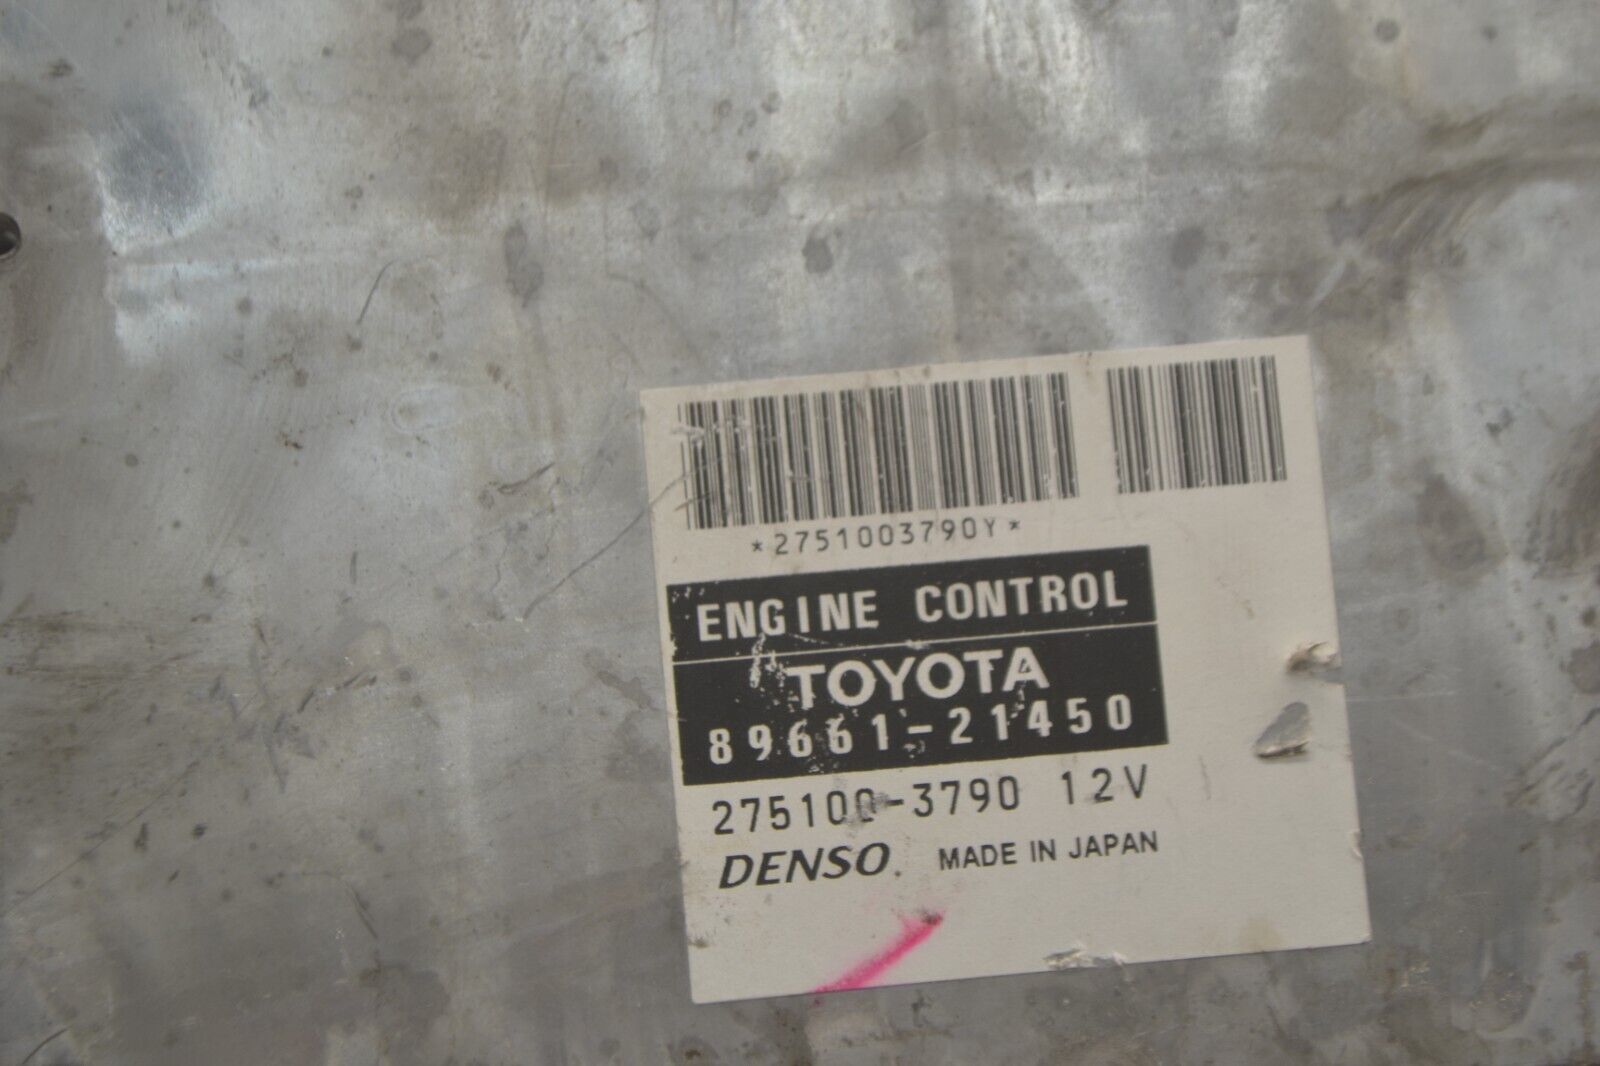 *2751003790Y*
ENGINE CONTROL
TOYOTA
89661-21450
275100-3790 12V
DENSO MADE IN JAPAN